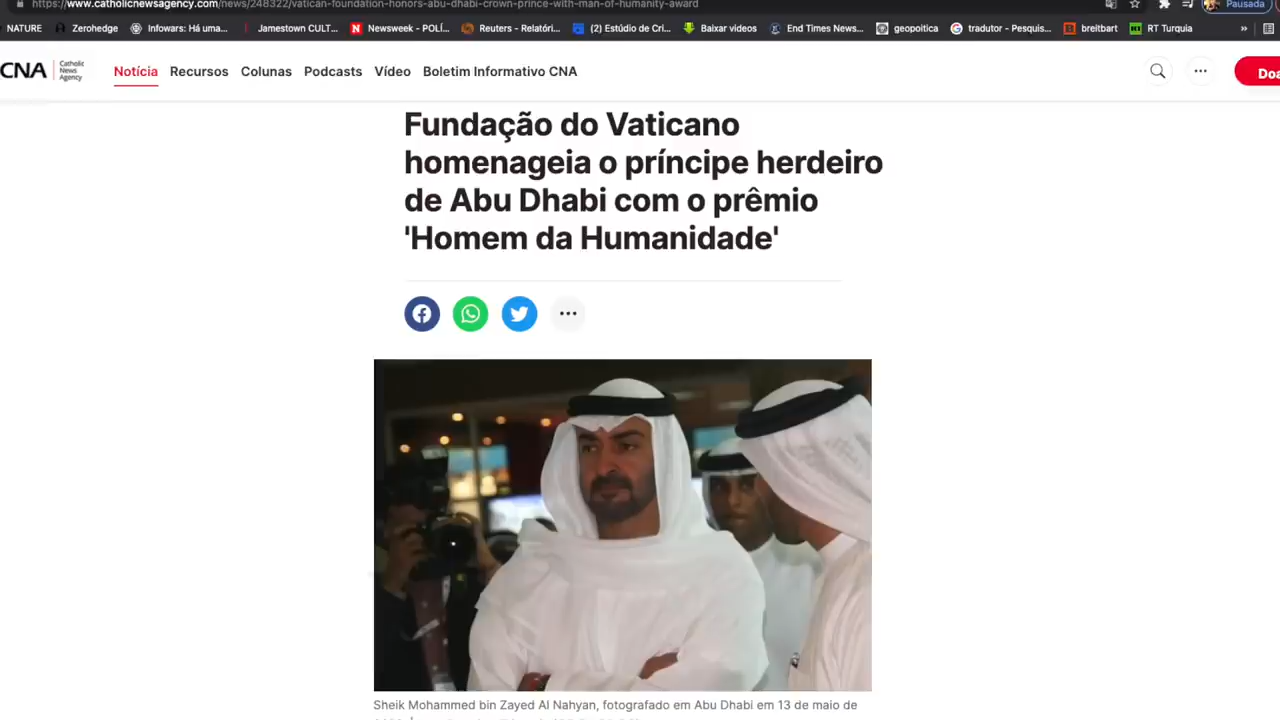 https://www.catholicnewsagency.com/news/248322/vatican-foundation-honors-abu-dhabi-crown-prince-with-man-of-humanity-award
Pausada
NATURE Zerohedge Infowars: Há uma... Jamestown CULT... Newsweek - POLÍ... Reuters - Relatóri... (2) Estúdio de Cri... Baixar videos End Times News... geopoitica tradutor - Pesquis... breitbart RT Turquia »
CNA Catholic
News
Agency
Notícia Recursos Colunas Podcasts Vídeo Boletim Informativo CNA
Doa
Fundação do Vaticano
homenageia o príncipe herdeiro
de Abu Dhabi com o prêmio
'Homem da Humanidade'
Sheik Mohammed bin Zayed Al Nahyan, fotografado em Abu Dhabi em 13 de maio de